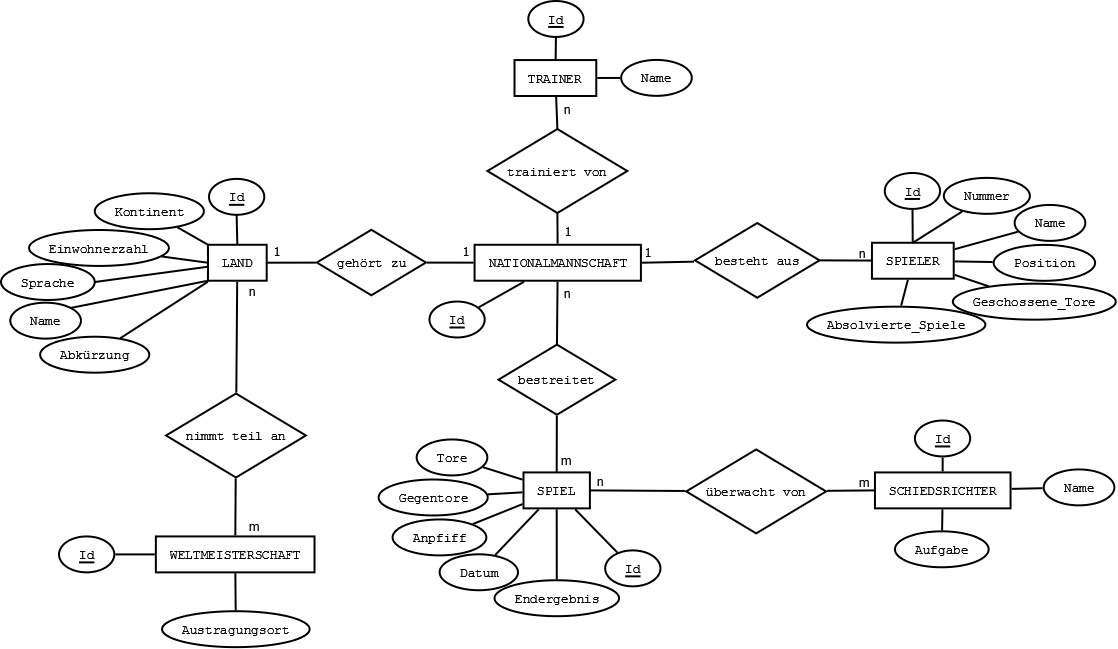 Id
TRAINER
Name
n
trainiert von
1
Id
Kontinent
Einwohnerzahl
Sprache
Name
Abkürzung
LAND
1
gehört zu
1
NATIONALMANNSCHAFT
Id
1
besteht aus
n
SPIELER
Id
Nummer
Name
Position
Geschossene_Tore
Absolvierte_Spiele
n
nimmt teil an
m
WELTMEISTERSCHAFT
Id
Austragungsort
n
bestreitet
m
SPIEL
Tore
Gegentore
Anpfiff
Datum
Endergebnis
Id
n
überwacht von
m
SCHIEDSRICHTER
Id
Name
Aufgabe